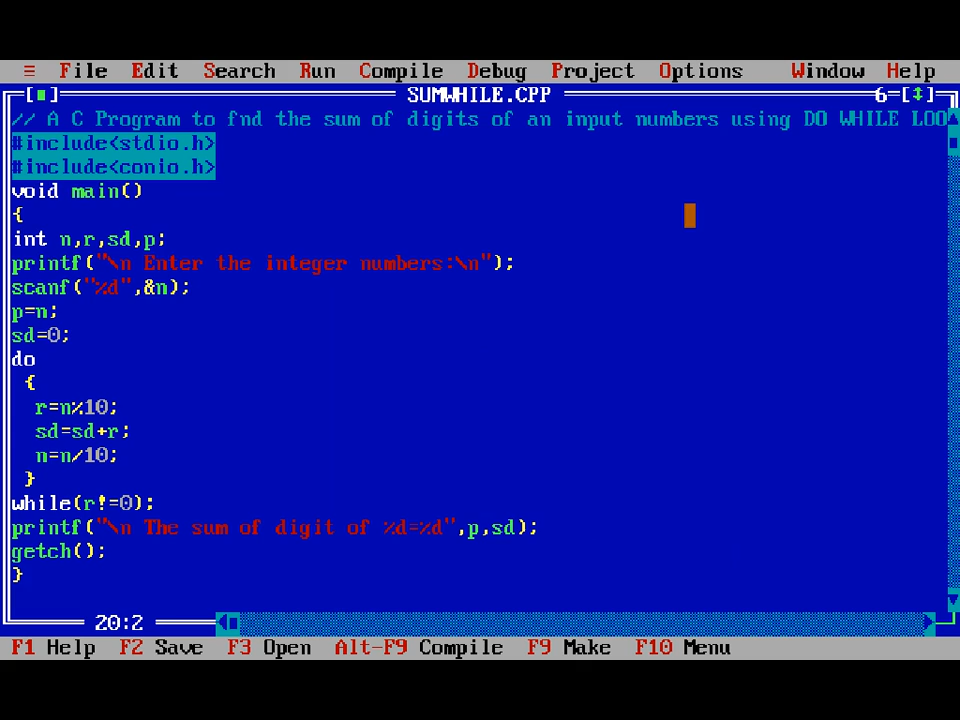 ≡ File Edit Search Run Compile Debug Project Options Window Help
[■] SUMWHILE.CPP 6=[↕]
// A C Program to fnd the sum of digits of an input numbers using DO WHILE LOO
#include<stdio.h>
#include<conio.h>
void main()
{
int n,r,sd,p;
printf("\n Enter the integer numbers:\n");
scanf("%d",&n);
p=n;
sd=0;
do
{
r=n%10;
sd=sd+r;
n=n/10;
}
while(r!=0);
printf("\n The sum of digit of %d=%d",p,sd);
getch();
}
20:2
F1 Help F2 Save F3 Open Alt-F9 Compile F9 Make F10 Menu